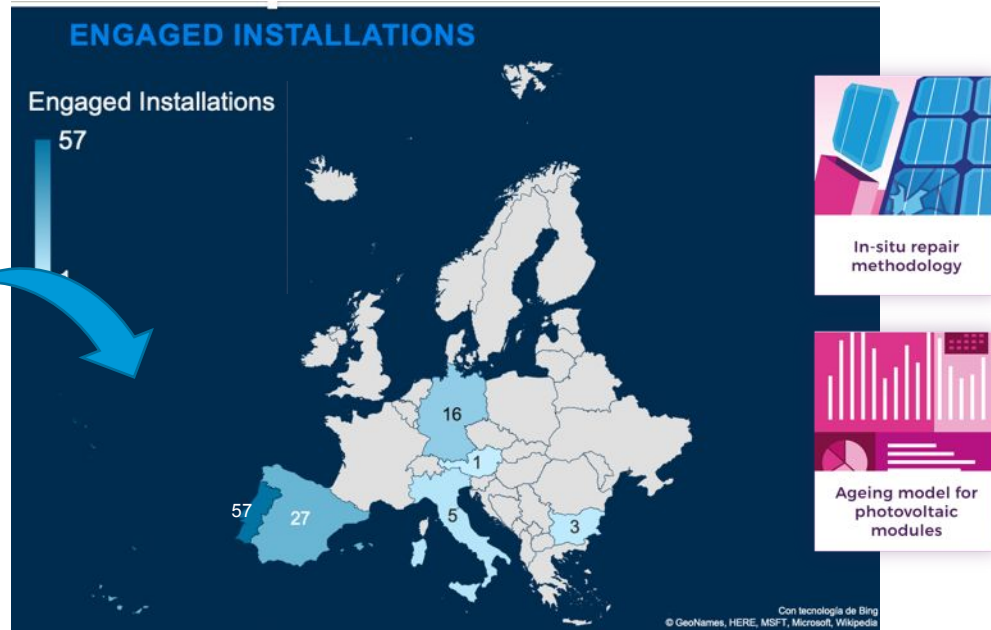 ENGAGED INSTALLATIONS
Engaged Installations
57
1
16
1
57
27
5
3
Con tecnología de Bing
© GeoNames, HERE, MSFT, Microsoft, Wikipedia
In-situ repair
methodology
Ageing model for
photovoltaic
modules